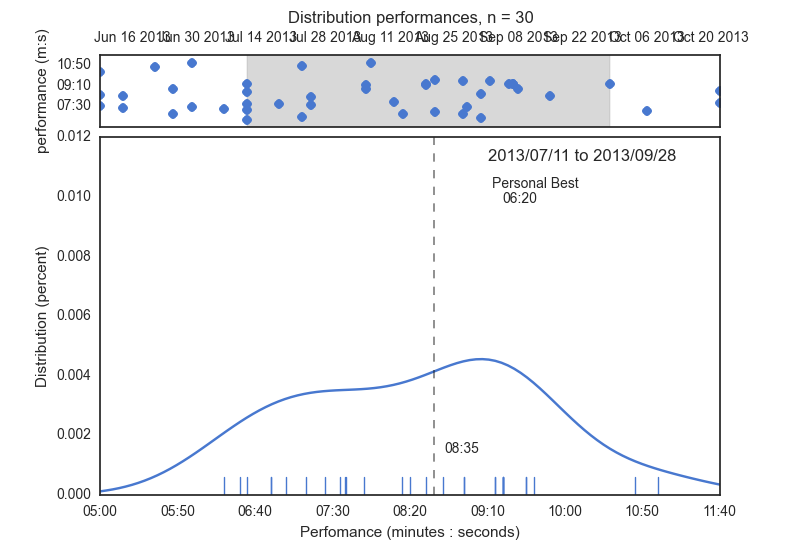 Distribution performances, n = 30
Jun 16 2013 Jun 30 2013 Jul 14 2013 Jul 28 2013 Aug 11 2013 Aug 25 2013 Sep 08 2013 Sep 22 2013 Oct 06 2013 Oct 20 2013
performance (m:s)
10:50
09:10
07:30
0.012
2013/07/11 to 2013/09/28
Personal Best
06:20
0.010
0.008
0.006
0.004
0.002
0.000
Distribution (percent)
08:35
05:00 05:50 06:40 07:30 08:20 09:10 10:00 10:50 11:40
Perfomance (minutes : seconds)